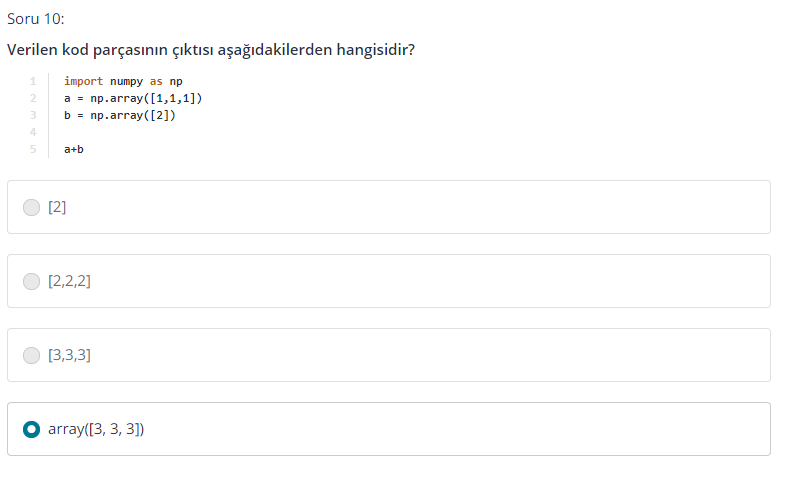 Soru 10:
Verilen kod parçasının çıktısı aşağıdakilerden hangisidir?
1 import numpy as np
2 a = np.array([1,1,1])
3 b = np.array([2])
4
5 a+b
[2]
[2,2,2]
[3,3,3]
array([3, 3, 3])